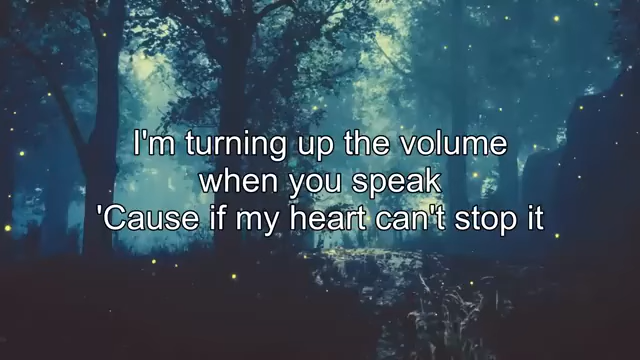 I'm turning up the volume
when you speak
'Cause if my heart can't stop it